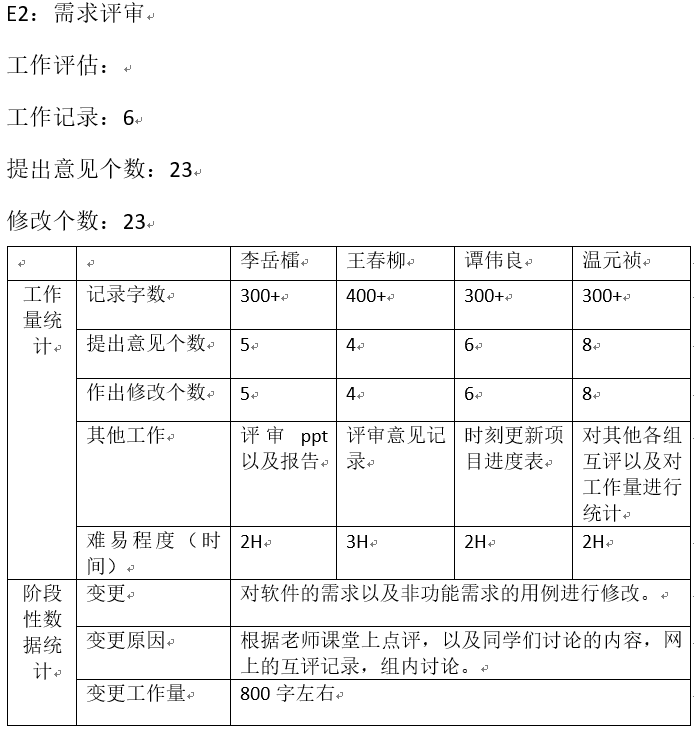 E2：需求评审
工作评估：
工作记录：6
提出意见个数：23
修改个数：23
李岳檑 王春柳 谭伟良 温元祯
工作量统计 记录字数 300+ 400+ 300+ 300+
提出意见个数 5 4 6 8
作出修改个数 5 4 6 8
其他工作 评审 ppt 以及报告 评审意见记录 时刻更新项目进度表 对其他各组互评以及对工作量进行统计
难易程度（时间） 2H 3H 2H 2H
阶段性数据统计 变更 对软件的需求以及非功能需求的用例进行修改。
变更原因 根据老师课堂上点评，以及同学们讨论的内容，网上的互评记录，组内讨论。
变更工作量 800 字左右